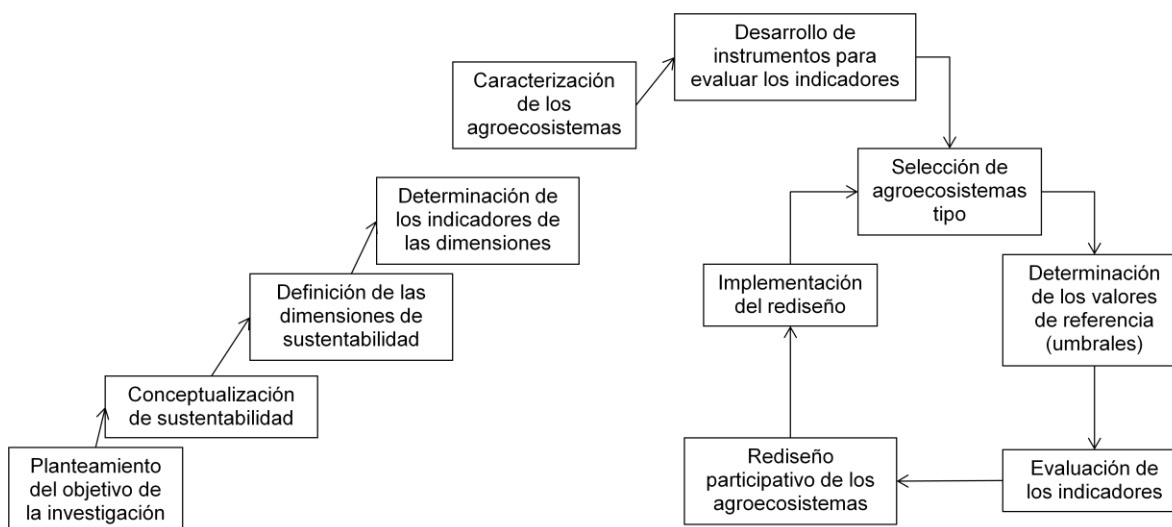 Planteamiento
del objetivo de
la investigación
Conceptualización
de sustentabilidad
Definición de las
dimensiones de
sustentabilidad
Determinación de
los indicadores de
las dimensiones
Caracterización
de los
agroecosistemas
Desarrollo de
instrumentos para
evaluar los indicadores
Selección de
agroecosistemas
tipo
Determinación
de los valores
de referencia
(umbrales)
Evaluación de
los indicadores
Rediseño
participativo de los
agroecosistemas
Implementación
del rediseño